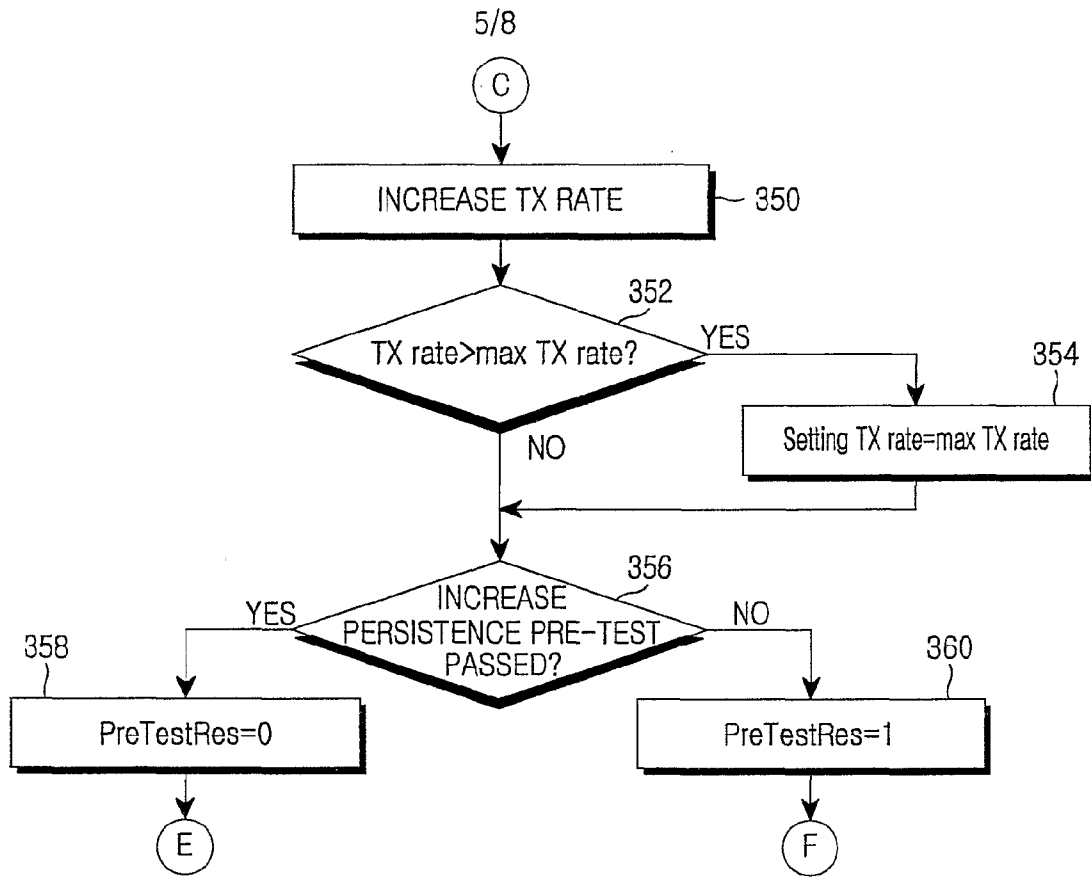 5/8
C
INCREASE TX RATE
350
352
TX rate>max TX rate?
YES
354
Setting TX rate=max TX rate
NO
356
INCREASE
PERSISTENCE PRE-TEST
PASSED?
YES
NO
358
360
PreTestRes=0
PreTestRes=1
E
F